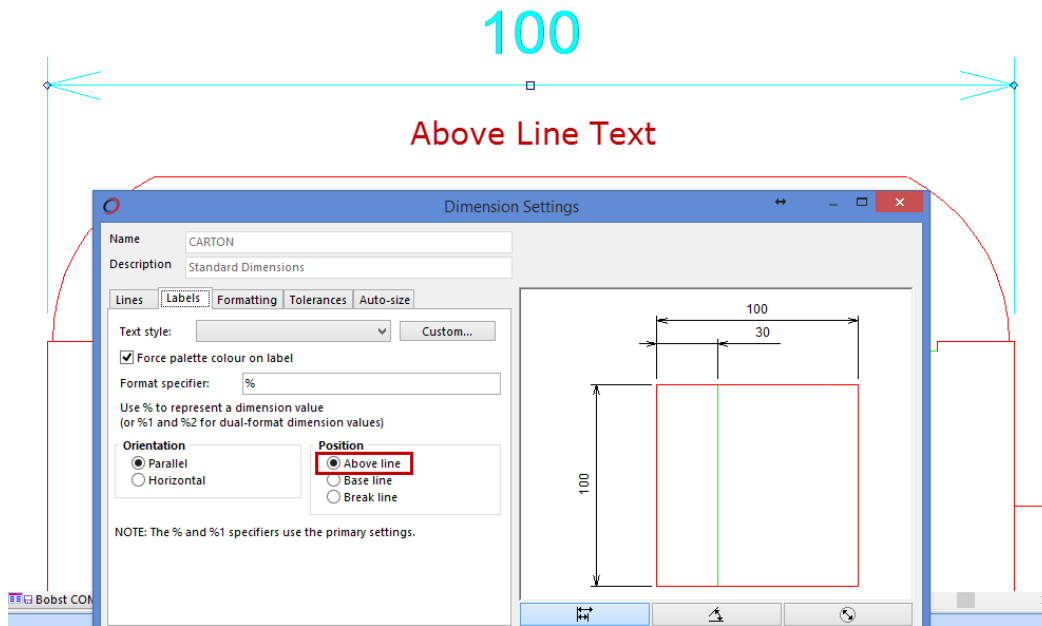 100
Above Line Text
Dimension Settings
Name CARTON
Description Standard Dimensions
Lines Labels Formatting Tolerances Auto-size
Text style: Custom...
Force palette colour on label
Format specifier: %
Use % to represent a dimension value
(or %1 and %2 for dual-format dimension values)
Orientation
Parallel
Horizontal
Position
Above line
Base line
Break line
NOTE: The % and %1 specifiers use the primary settings.
100
30
100
Bobst CON